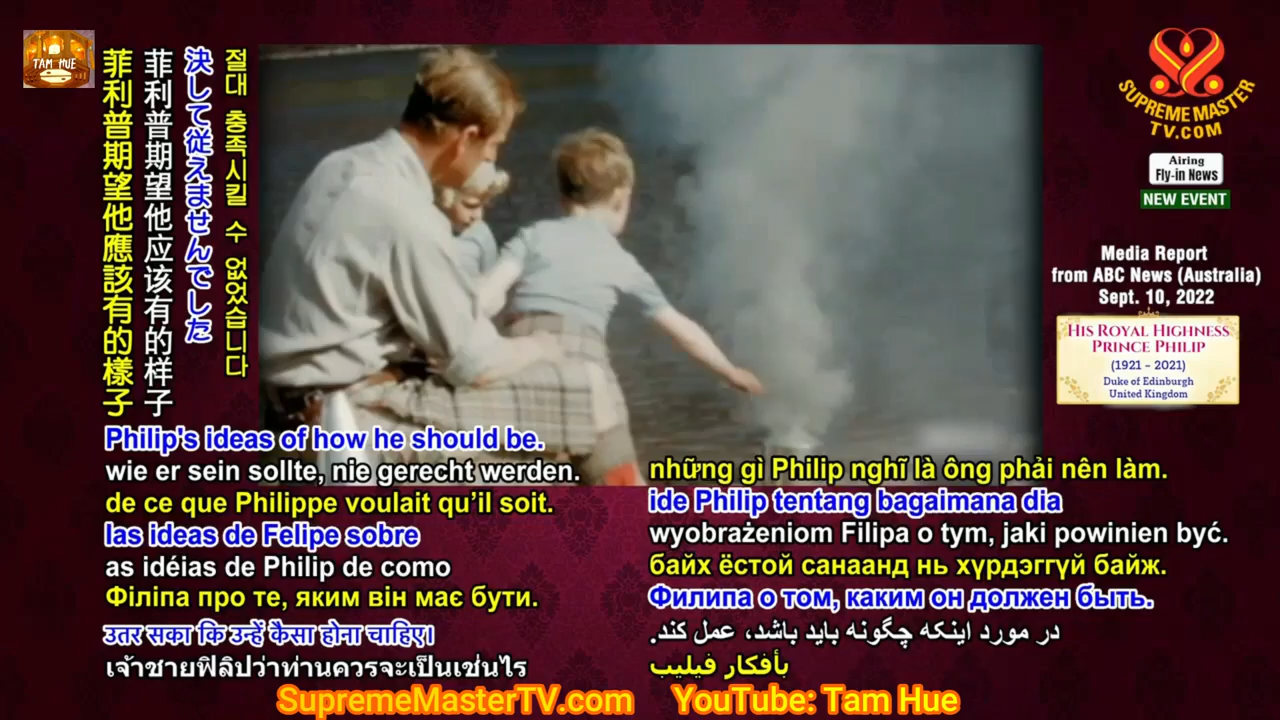 TAM HUE
菲利普期望他應該有的樣子
菲利普期望他应该有的样子
決して従えませんでした
절대 충족시킬 수 없었습니다
SUPREME MASTER
TV.COM
Airing
Fly-in News
NEW EVENT
Media Report
from ABC News (Australia)
Sept. 10, 2022
HIS ROYAL HIGHNESS
PRINCE PHILIP
(1921 – 2021)
Duke of Edinburgh
United Kingdom
Philip's ideas of how he should be.
wie er sein sollte, nie gerecht werden.
de ce que Philippe voulait qu’il soit.
las ideas de Felipe sobre
as idéias de Philip de como
Філіпа про те, яким він має бути.
उतर सका कि उन्हें कैसा होना चाहिए।
เจ้าชายฟิลิปว่าท่านควรจะเป็นเช่นไร
những gì Philip nghĩ là ông phải nên làm.
ide Philip tentang bagaimana dia
wyobrażeniom Filipa o tym, jaki powinien być.
байх ёстой санаанд нь хүрдэггүй байж.
Филипа о том, каким он должен быть.
در مورد اینکه چگونه باید باشد، عمل کند.
بأفكار فيليب
SupremeMasterTV.com
YouTube: Tam Hue